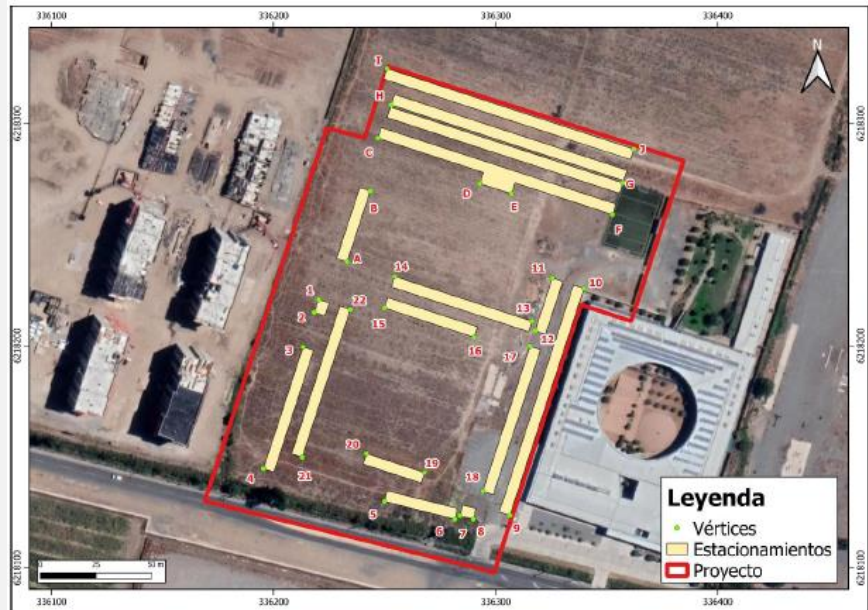 336100 336200 336300 336400
N
I
H
J
6218300 6218300
C
G
D
E
B
F
A
14
11
10
1
22
2
15
13
16
12
3
17
6218200 6218200
20
19
4
21
18
5
6
7
8
9
Leyenda
Vértices
Estacionamientos
Proyecto
0 25 50 m
6218100 6218100
336100 336200 336300 336400